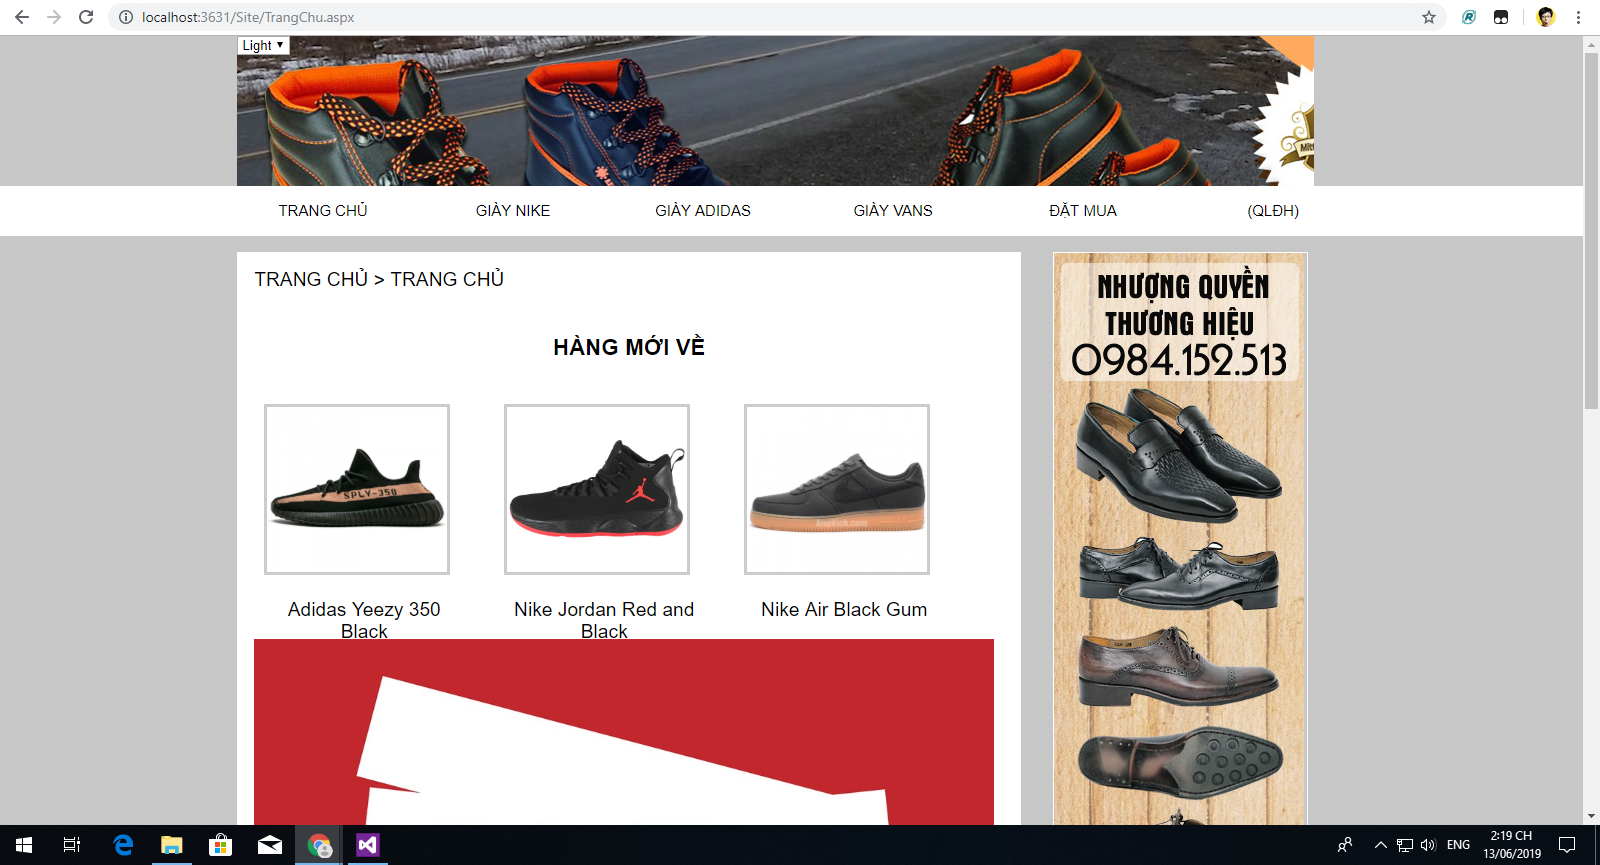 localhost:3631/Site/TrangChu.aspx
Light
TRANG CHỦ
GIÀY NIKE
GIÀY ADIDAS
GIÀY VANS
ĐẶT MUA
(QLĐH)
TRANG CHỦ > TRANG CHỦ
HÀNG MỚI VỀ
SPLY-350
Adidas Yeezy 350
Black
Nike Jordan Red and
Black
Nike Air Black Gum
NHƯỢNG QUYỀN
THƯƠNG HIỆU
0984.152.513
ENG
2:19 CH
13/06/2019